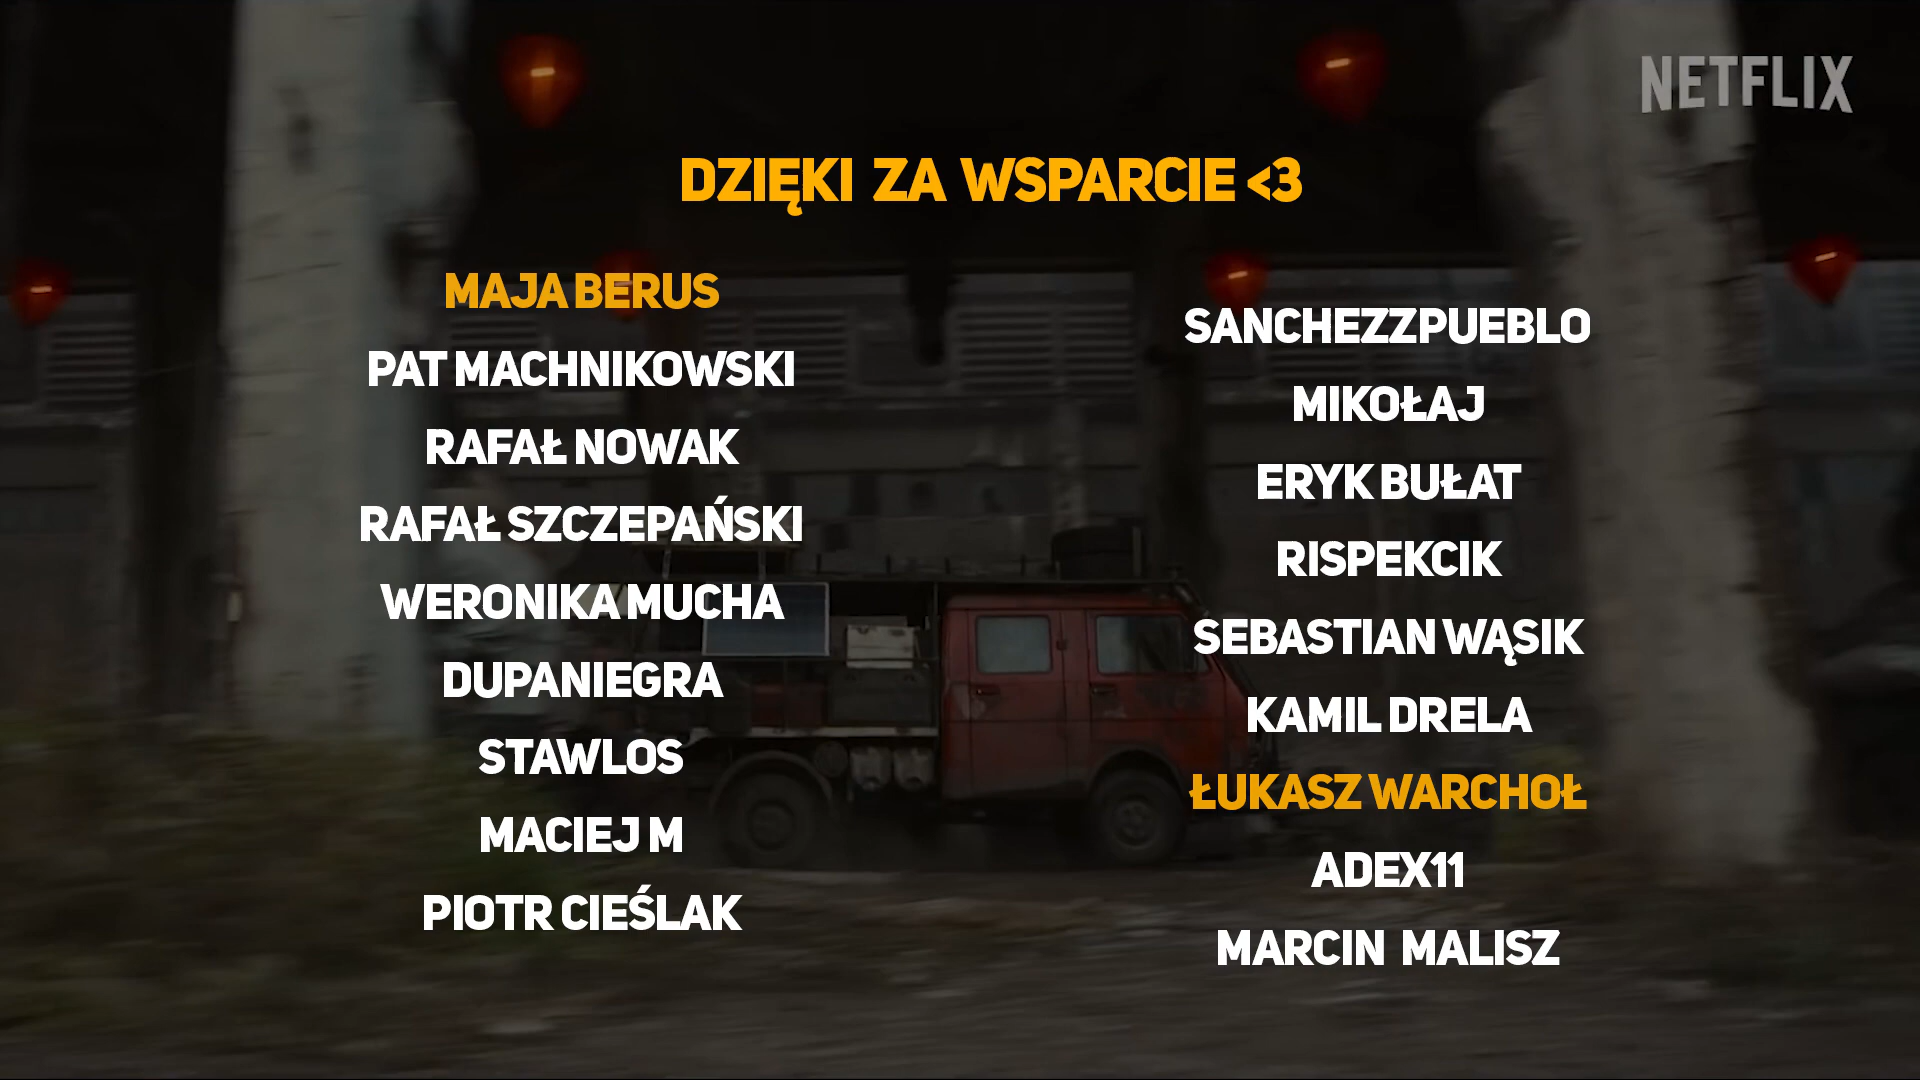 NETFLIX
DZIĘKI ZA WSPARCIE <3
MAJA BERUS
PAT MACHNIKOWSKI
RAFAŁ NOWAK
RAFAŁ SZCZEPAŃSKI
WERONIKA MUCHA
DUPANIEGRA
STAWLOS
MACIEJ M
PIOTR CIEŚLAK
SANCHEZZPUEBLO
MIKOŁAJ
ERYK BUŁAT
RISPEKCIK
SEBASTIAN WĄSIK
KAMIL DRELA
ŁUKASZ WARCHOŁ
ADEX11
MARCIN MALISZ